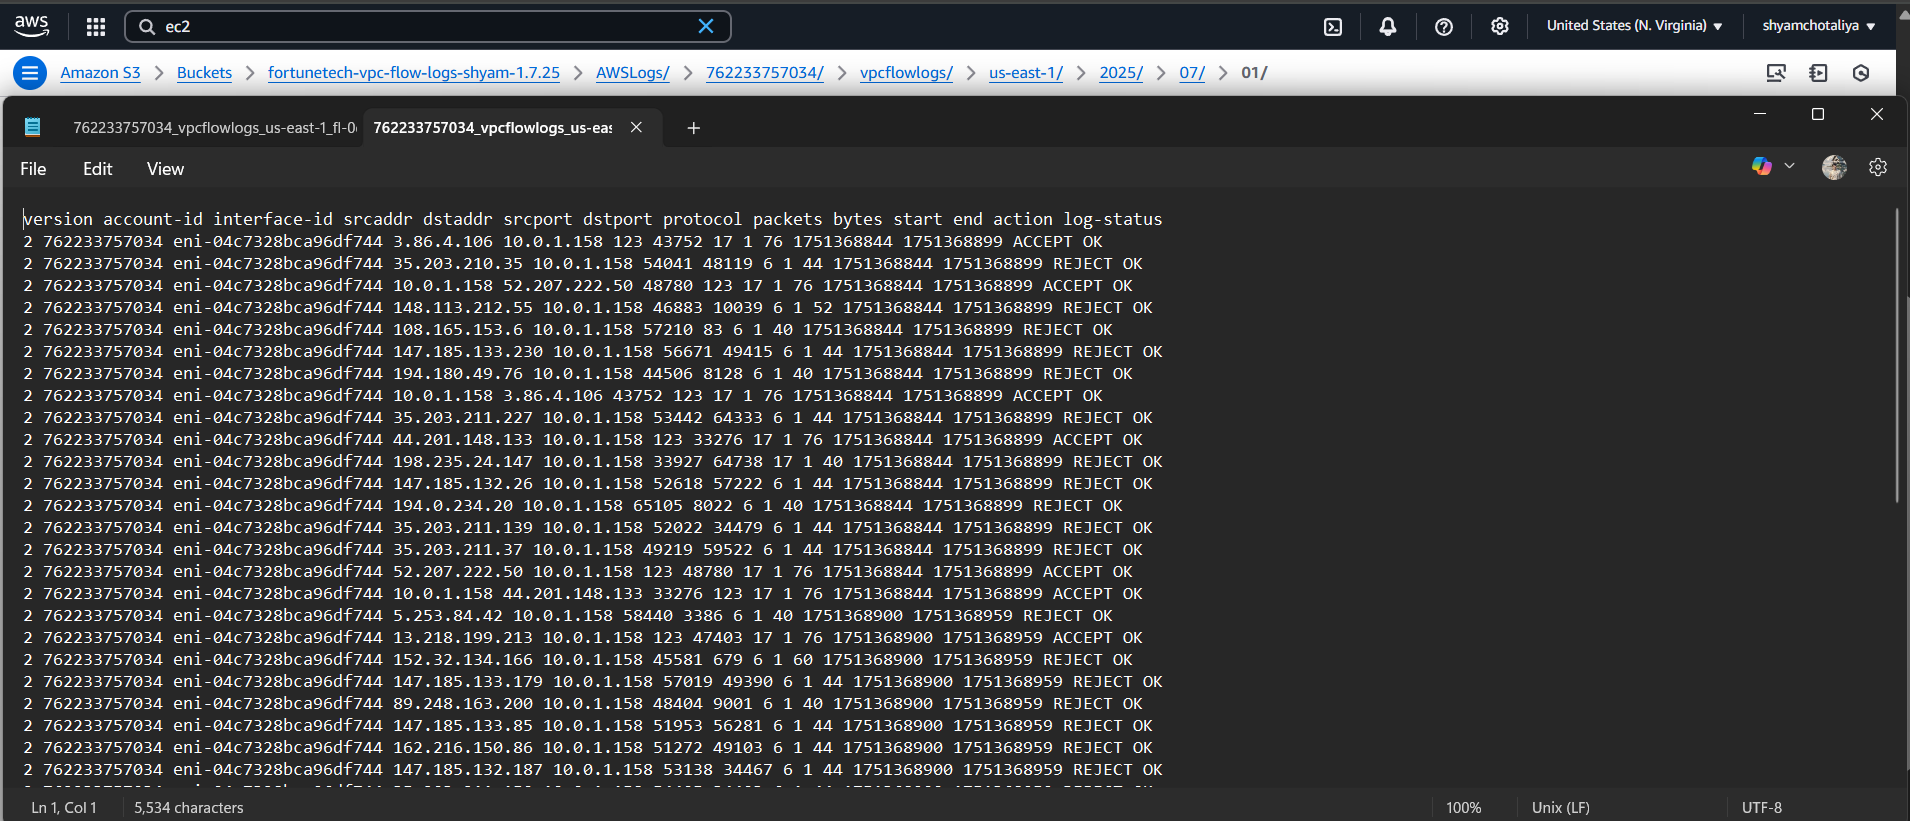 aws
ec2
United States (N. Virginia)
shyamchotaliya
Amazon S3 > Buckets > fortunetech-vpc-flow-logs-shyam-1.7.25 > AWSLogs/ > 762233757034/ > vpcflowlogs/ > us-east-1/ > 2025/ > 07/ > 01/
762233757034_vpcflowlogs_us-east-1_fl-0
762233757034_vpcflowlogs_us-eas
File Edit View
version account-id interface-id srcaddr dstaddr srcport dstport protocol packets bytes start end action log-status
2 762233757034 eni-04c7328bca96df744 3.86.4.106 10.0.1.158 123 43752 17 1 76 1751368844 1751368899 ACCEPT OK
2 762233757034 eni-04c7328bca96df744 35.203.210.35 10.0.1.158 54041 48119 6 1 44 1751368844 1751368899 REJECT OK
2 762233757034 eni-04c7328bca96df744 10.0.1.158 52.207.222.50 48780 123 17 1 76 1751368844 1751368899 ACCEPT OK
2 762233757034 eni-04c7328bca96df744 148.113.212.55 10.0.1.158 46883 10039 6 1 52 1751368844 1751368899 REJECT OK
2 762233757034 eni-04c7328bca96df744 108.165.153.6 10.0.1.158 57210 83 6 1 40 1751368844 1751368899 REJECT OK
2 762233757034 eni-04c7328bca96df744 147.185.133.230 10.0.1.158 56671 49415 6 1 44 1751368844 1751368899 REJECT OK
2 762233757034 eni-04c7328bca96df744 194.180.49.76 10.0.1.158 44506 8128 6 1 40 1751368844 1751368899 REJECT OK
2 762233757034 eni-04c7328bca96df744 10.0.1.158 3.86.4.106 43752 123 17 1 76 1751368844 1751368899 ACCEPT OK
2 762233757034 eni-04c7328bca96df744 35.203.211.227 10.0.1.158 53442 64333 6 1 44 1751368844 1751368899 REJECT OK
2 762233757034 eni-04c7328bca96df744 44.201.148.133 10.0.1.158 123 33276 17 1 76 1751368844 1751368899 ACCEPT OK
2 762233757034 eni-04c7328bca96df744 198.235.24.147 10.0.1.158 33927 64738 17 1 40 1751368844 1751368899 REJECT OK
2 762233757034 eni-04c7328bca96df744 147.185.132.26 10.0.1.158 52618 57222 6 1 44 1751368844 1751368899 REJECT OK
2 762233757034 eni-04c7328bca96df744 194.0.234.20 10.0.1.158 65105 8022 6 1 40 1751368844 1751368899 REJECT OK
2 762233757034 eni-04c7328bca96df744 35.203.211.139 10.0.1.158 52022 34479 6 1 44 1751368844 1751368899 REJECT OK
2 762233757034 eni-04c7328bca96df744 35.203.211.37 10.0.1.158 49219 59522 6 1 44 1751368844 1751368899 REJECT OK
2 762233757034 eni-04c7328bca96df744 52.207.222.50 10.0.1.158 123 48780 17 1 76 1751368844 1751368899 ACCEPT OK
2 762233757034 eni-04c7328bca96df744 10.0.1.158 44.201.148.133 33276 123 17 1 76 1751368844 1751368899 ACCEPT OK
2 762233757034 eni-04c7328bca96df744 5.253.84.42 10.0.1.158 58440 3386 6 1 40 1751368900 1751368959 REJECT OK
2 762233757034 eni-04c7328bca96df744 13.218.199.213 10.0.1.158 123 47403 17 1 76 1751368900 1751368959 ACCEPT OK
2 762233757034 eni-04c7328bca96df744 152.32.134.166 10.0.1.158 45581 679 6 1 60 1751368900 1751368959 REJECT OK
2 762233757034 eni-04c7328bca96df744 147.185.133.179 10.0.1.158 57019 49390 6 1 44 1751368900 1751368959 REJECT OK
2 762233757034 eni-04c7328bca96df744 89.248.163.200 10.0.1.158 48404 9001 6 1 40 1751368900 1751368959 REJECT OK
2 762233757034 eni-04c7328bca96df744 147.185.133.85 10.0.1.158 51953 56281 6 1 44 1751368900 1751368959 REJECT OK
2 762233757034 eni-04c7328bca96df744 162.216.150.86 10.0.1.158 51272 49103 6 1 44 1751368900 1751368959 REJECT OK
2 762233757034 eni-04c7328bca96df744 147.185.132.187 10.0.1.158 53138 34467 6 1 44 1751368900 1751368959 REJECT OK
Ln 1, Col 1
5,534 characters
100%
Unix (LF)
UTF-8